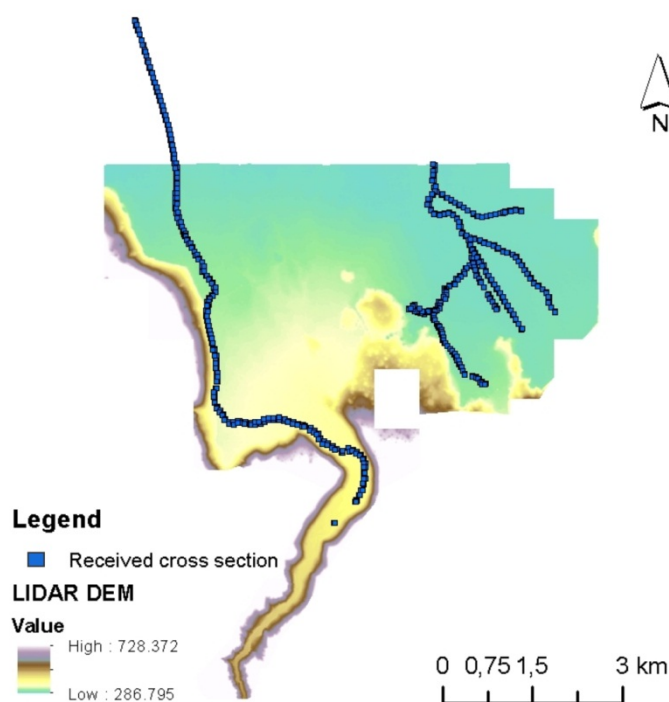 N
Legend
Received cross section
LIDAR DEM
Value
High : 728.372
Low : 286.795
0 0,75 1,5 3 km